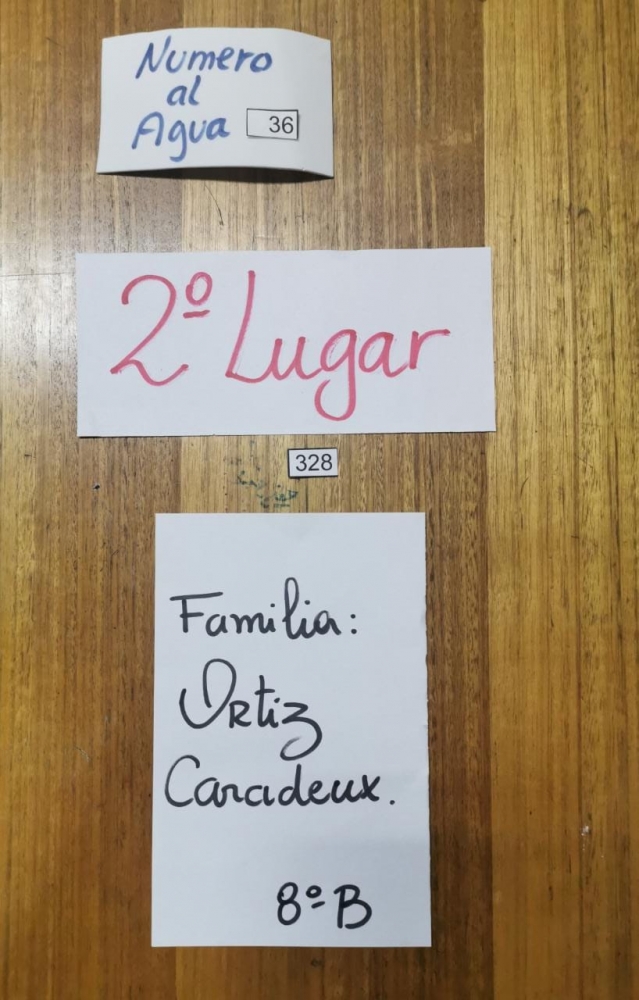 Numero
al
Agua 36
2º Lugar
328
Familia:
Ortiz
Caradeux.
8º B